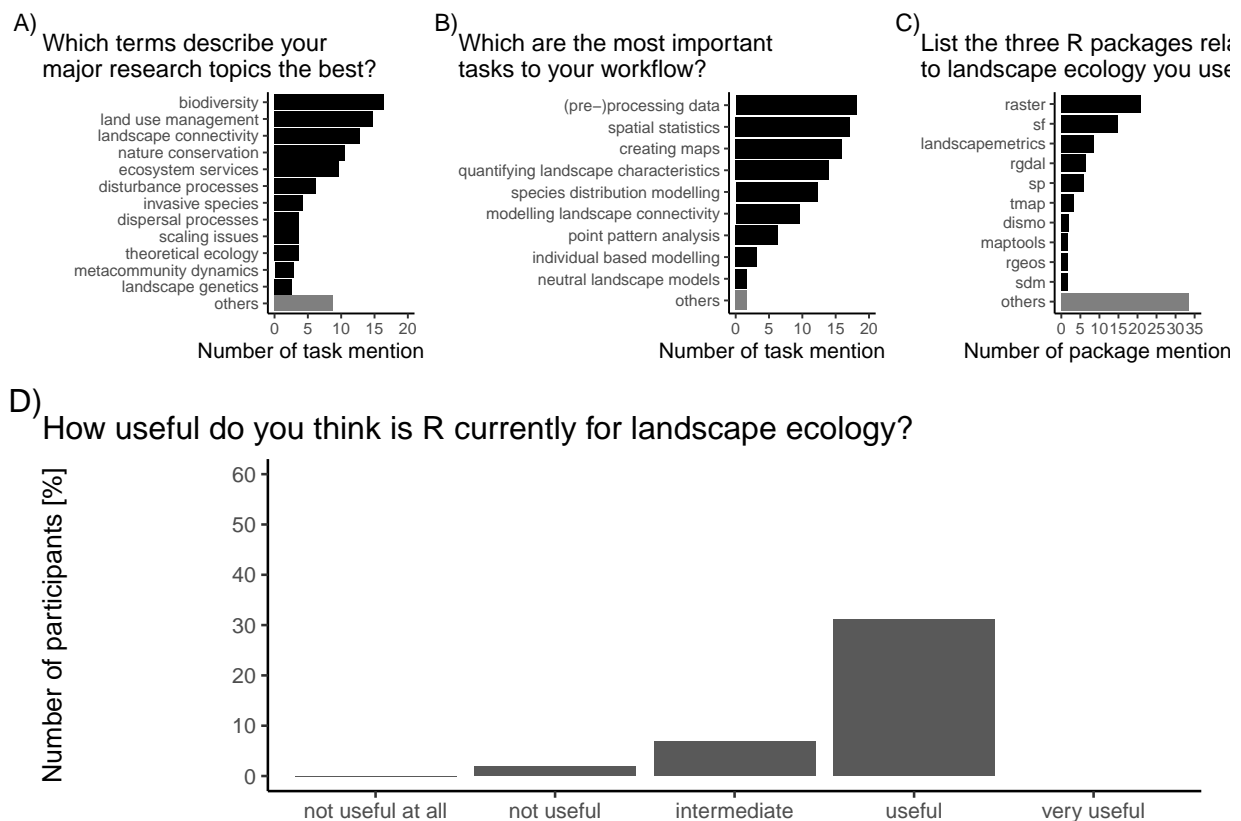 A)
Which terms describe your
major research topics the best?
biodiversity
land use management
landscape connectivity
nature conservation
ecosystem services
disturbance processes
invasive species
dispersal processes
scaling issues
theoretical ecology
metacommunity dynamics
landscape genetics
others
0 5 10 15 20
Number of task mention
B)
Which are the most important
tasks to your workflow?
(pre−)processing data
spatial statistics
creating maps
quantifying landscape characteristics
species distribution modelling
modelling landscape connectivity
point pattern analysis
individual based modelling
neutral landscape models
others
0 5 10 15 20
Number of task mention
C)
List the three R packages rela
to landscape ecology you use
raster
sf
landscapemetrics
rgdal
sp
tmap
dismo
maptools
rgeos
sdm
others
0 5 10 15 20 25 30 35
Number of package mention
D)
How useful do you think is R currently for landscape ecology?
Number of participants [%]
60
50
40
30
20
10
0
not useful at all not useful intermediate useful very useful